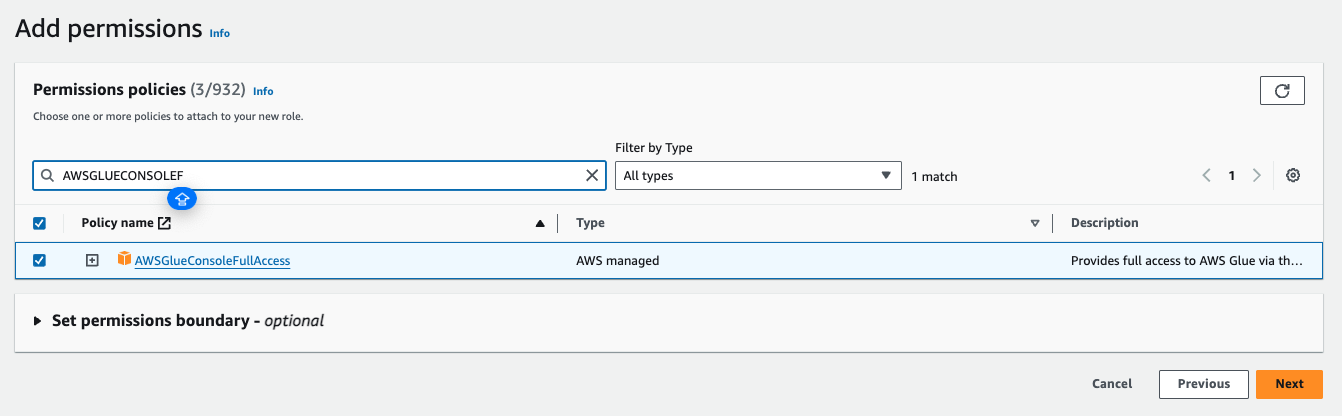 Add permissions Info
Permissions policies (3/932) Info
Choose one or more policies to attach to your new role.
Filter by Type
AWSGLUECONSOLEF
All types
1 match
1
Policy name
Type
Description
AWSGlueConsoleFullAccess
AWS managed
Provides full access to AWS Glue via th...
Set permissions boundary - optional
Cancel
Previous
Next